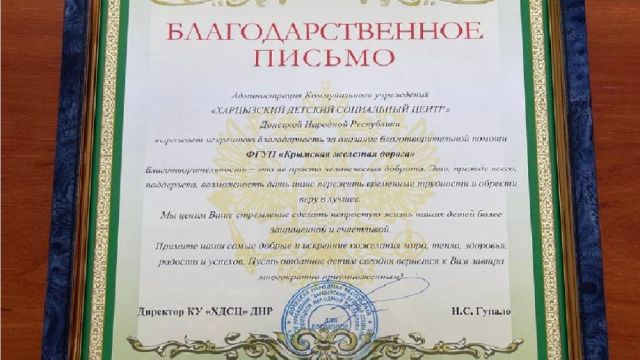 БЛАГОДАРСТВЕННОЕ
ПИСЬМО
Администрация Коммунального учреждения
«ХАРЦЫЗСКИЙ ДЕТСКИЙ СОЦИАЛЬНЫЙ ЦЕНТР»
Донецкой Народной Республики
выражает искреннюю благодарность за оказание благотворительной помощи
ФГУП «Крымская железная дорога»
Благотворительность – это не просто человеческая доброта. Это, прежде всего,
поддержка, возможность дать шанс пережить временные трудности и обрести
веру в лучшее.
Мы ценим Ваше стремление сделать непростую жизнь наших детей более
защищенной и счастливой.
Примите наши самые добрые и искренние пожелания мира, тепла, здоровья,
радости и успехов. Пусть отданное детям сегодня вернется к Вам завтра
многократно приумноженным!
Директор КУ «ХДСЦ» ДНР Н.С. Гупало